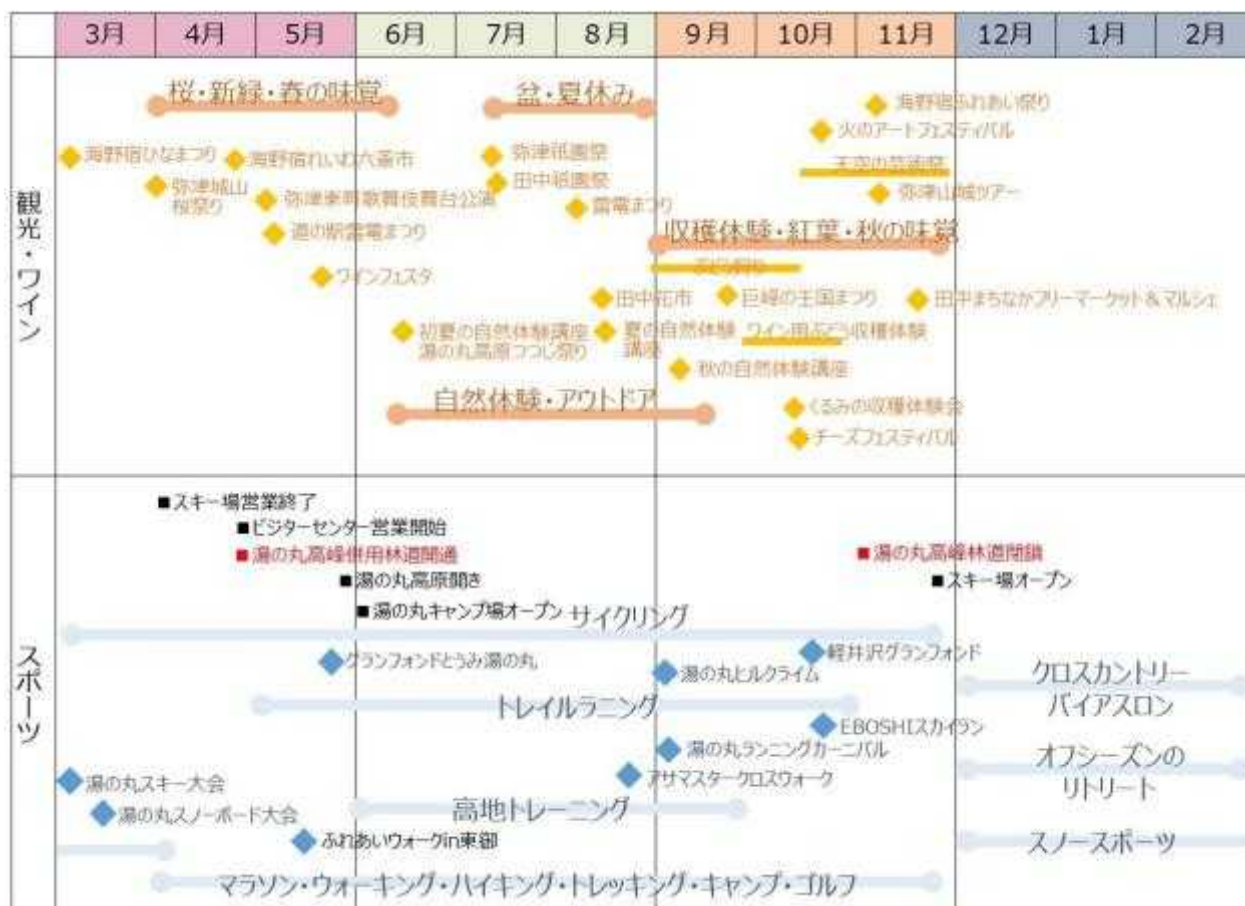 3月 4月 5月 6月 7月 8月 9月 10月 11月 12月 1月 2月
観光・ワイン
桜・新緑・春の味覚
盆・夏休み
海野宿ふれあい祭り
火のアートフェスティバル
海野宿ひなまつり
海野宿れいわ六斎市
弥津祇園祭
天空の芸術祭
弥津城山
桜祭り
弥津東町歌舞伎舞台公演
田中祇園祭
弥津山城ツアー
雷電まつり
道の駅雷電まつり
収穫体験・紅葉・秋の味覚
ぶどう狩り
ワインフェスタ
田中花市
巨峰の王国まつり
田中まちなかフリーマーケット&マルシェ
初夏の自然体験講座
湯の丸高原つつじ祭り
夏の自然体験
講座
ワイン用ぶどう収穫体験
秋の自然体験講座
自然体験・アウトドア
くるみの収穫体験会
チーズフェスティバル
スポーツ
■スキー場営業終了
■ビジターセンター営業開始
■湯の丸高峰併用林道開通
■湯の丸高峰林道閉鎖
■湯の丸高原開き
■スキー場オープン
■湯の丸キャンプ場オープン
サイクリング
グランフォンドとうみ湯の丸
軽井沢グランフォンド
湯の丸ヒルクライム
クロスカントリー
バイアスロン
トレイルラニング
EBOSHIスカイラン
湯の丸ランニングカーニバル
オフシーズンの
リトリート
湯の丸スキー大会
アサマスタークロスウォーク
湯の丸スノーボード大会
高地トレーニング
ふれあいウォークin東御
スノースポーツ
マラソン・ウォーキング・ハイキング・トレッキング・キャンプ・ゴルフ